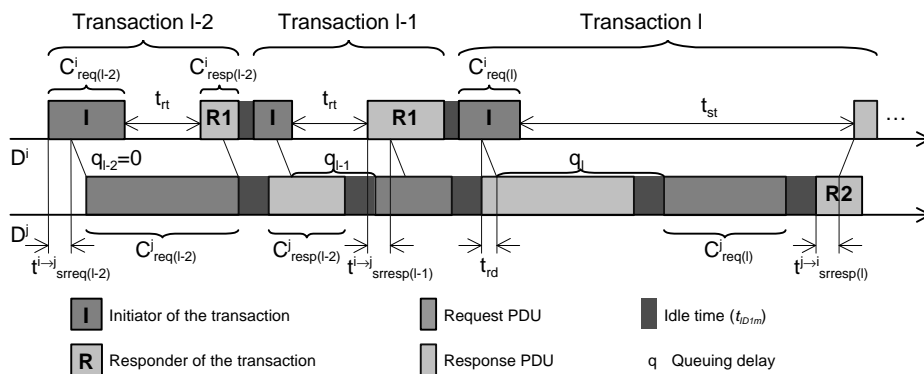 Transaction l-2 Transaction l-1 Transaction l
C^i_req(l-2) C^i_resp(l-2) C^i_req(l)
t_rt t_rt t_st
I R1 I R1 I ...
D^i
q_l-2=0 q_l-1 q_l
R2
D^j
C^j_req(l-2) C^j_resp(l-2) C^j_req(l)
t^i→j_srreq(l-2) t^i→j_srresp(l-1) t_rd t^j→i_srresp(l)
I Initiator of the transaction Request PDU Idle time (t_ID1m)
R Responder of the transaction Response PDU q Queuing delay